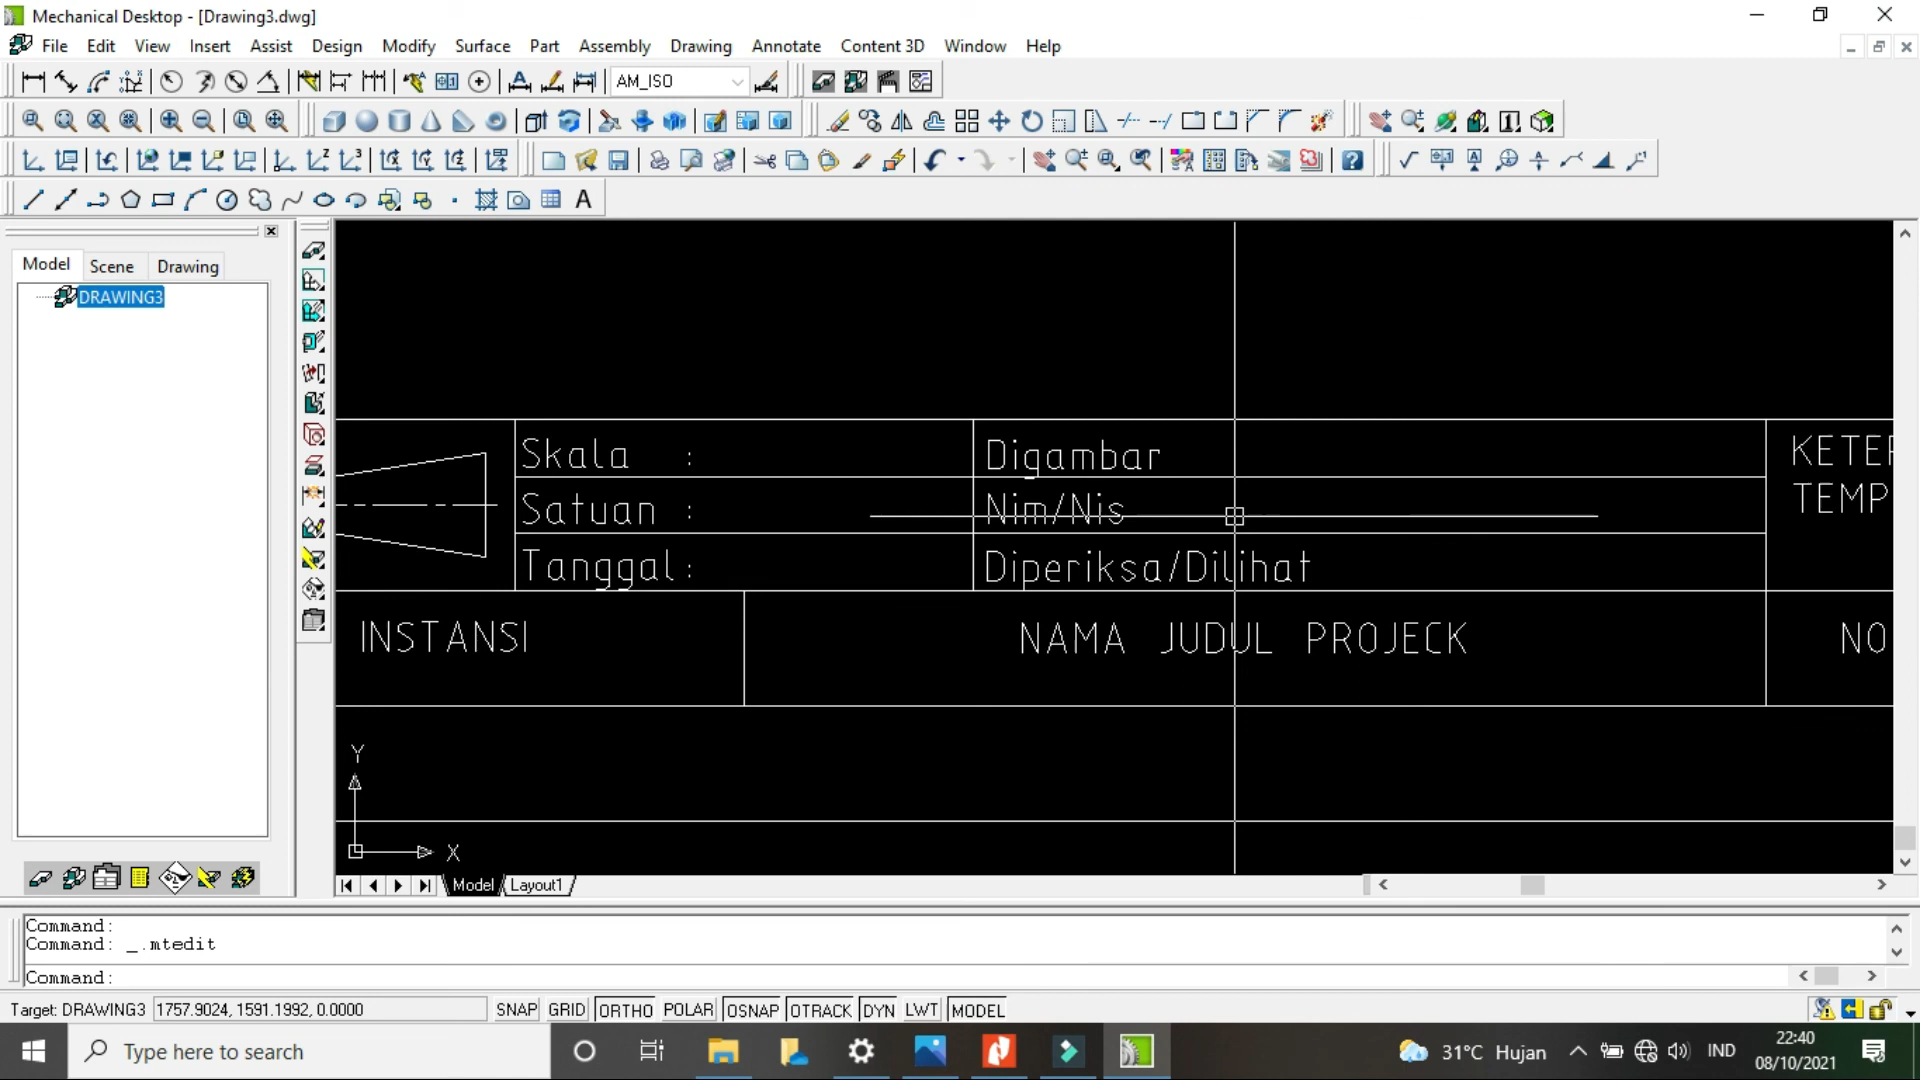 Mechanical Desktop - [Drawing3.dwg]
File Edit View Insert Assist Design Modify Surface Part Assembly Drawing Annotate Content 3D Window Help
AM_ISO
Model Scene Drawing
DRAWING3
Skala :
Digambar
Satuan :
Nim/Nis
Tanggal:
Diperiksa/Dilihat
TEMP
INSTANSI
NAMA JUDUL PROJECK
NO
Y
X
Model Layout1
Command:
Command: _.mtedit
Command:
Target: DRAWING3 1757.9024, 1591.1992, 0.0000 SNAP GRID ORTHO POLAR OSNAP OTRACK DYN LWT MODEL
Type here to search
31°C Hujan
IND
22:40
08/10/2021